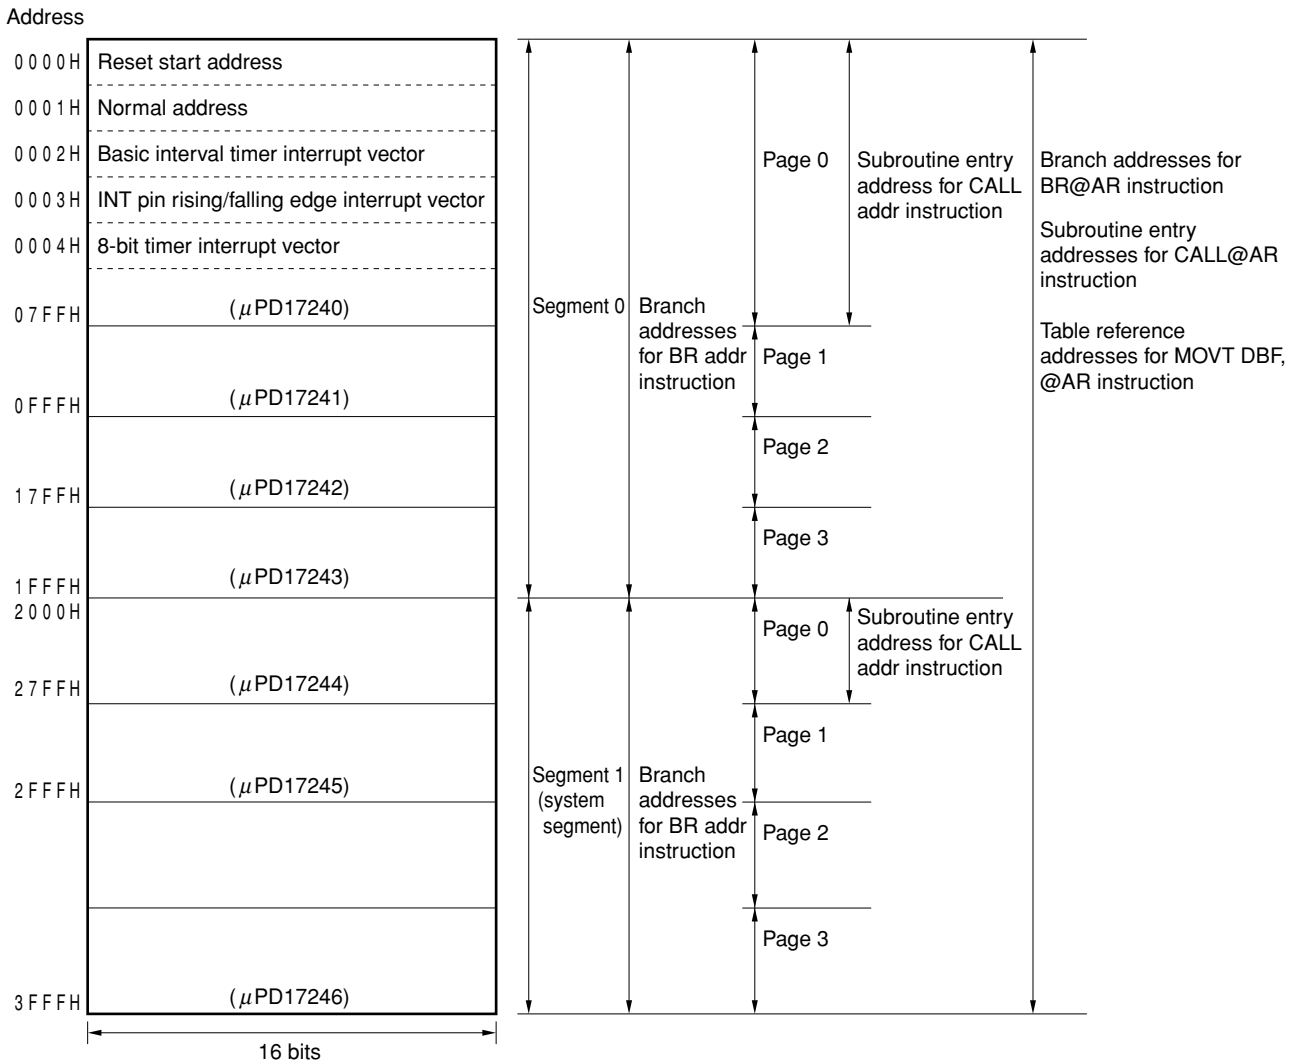 Address
0000H Reset start address
0001H Normal address
0002H Basic interval timer interrupt vector
0003H INT pin rising/falling edge interrupt vector
0004H 8-bit timer interrupt vector
07FFH (μPD17240)
0FFFH (μPD17241)
17FFH (μPD17242)
1FFFH (μPD17243)
2000H
27FFH (μPD17244)
2FFFH (μPD17245)
3FFFH (μPD17246)
16 bits
Segment 0
Branch
addresses
for BR addr
instruction
Page 0
Page 1
Page 2
Page 3
Subroutine entry
address for CALL
addr instruction
Segment 1
(system
segment)
Branch
addresses
for BR addr
instruction
Page 0
Page 1
Page 2
Page 3
Subroutine entry
address for CALL
addr instruction
Branch addresses for
BR@AR instruction
Subroutine entry
addresses for CALL@AR
instruction
Table reference
addresses for MOVT DBF,
@AR instruction